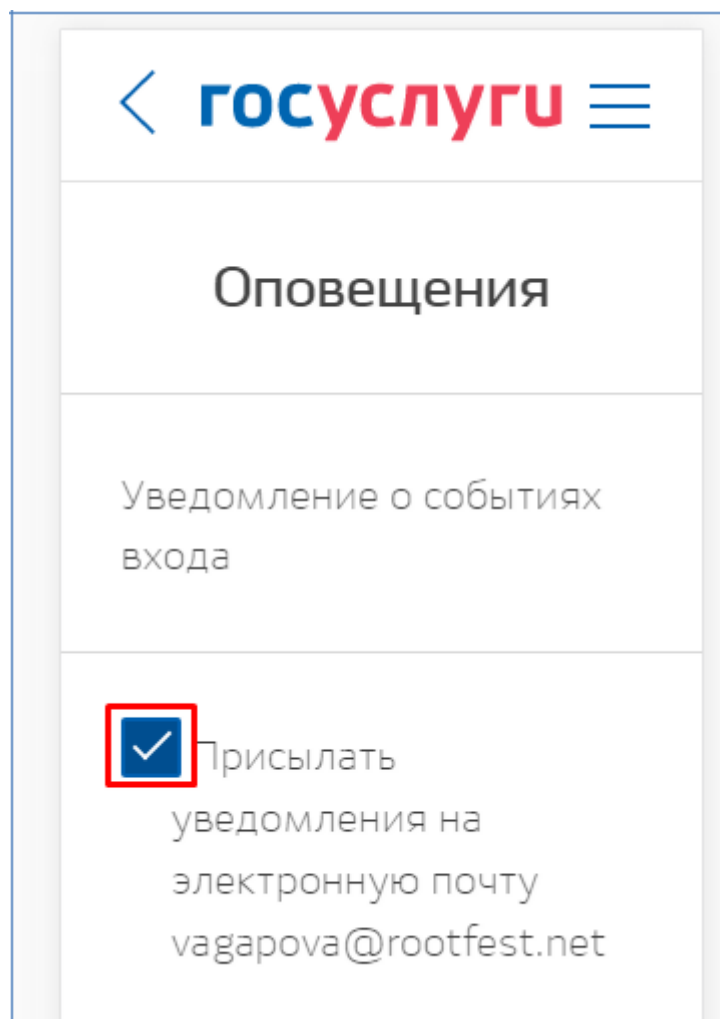 госуслуги
Оповещения
Уведомление о событиях
входа
Присылать
уведомления на
электронную почту
vagapova@rootfest.net